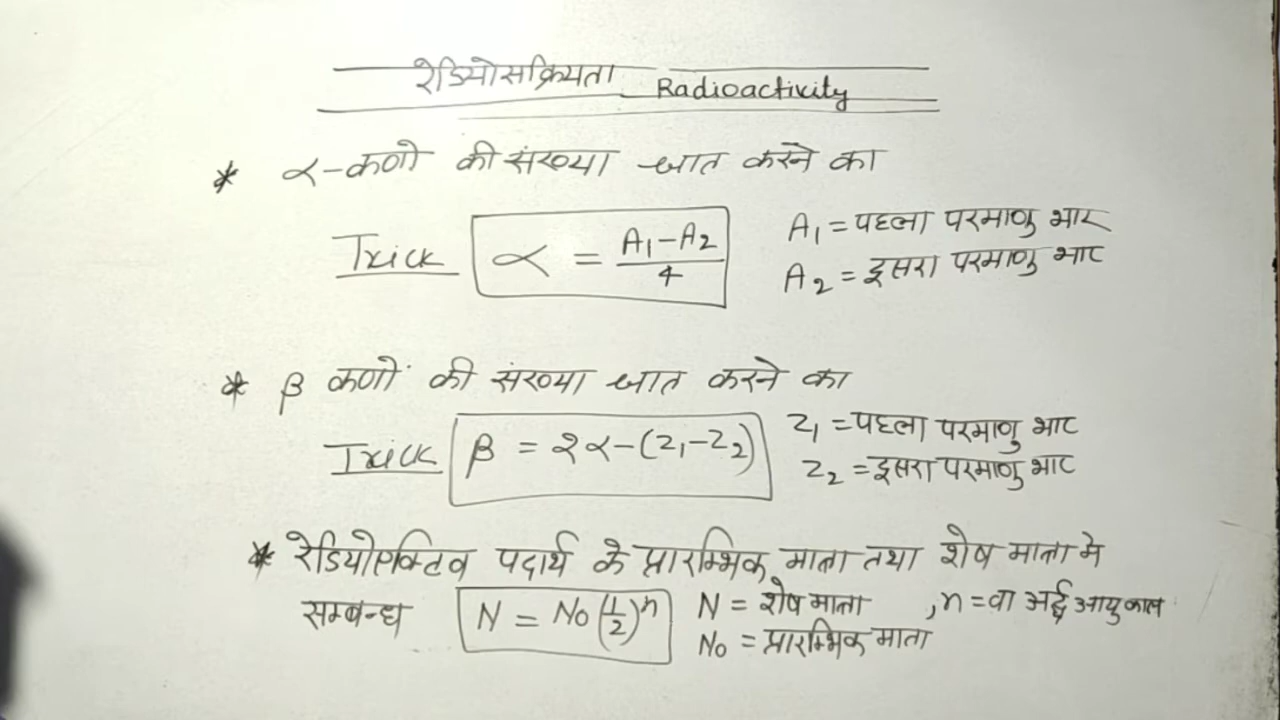 रेडियोसक्रियता Radioactivity
* α-कणो की संख्या ज्ञात करने का
Trick α = A₁-A₂/4 A₁ = पहला परमाणु भार
A₂ = दुसरा परमाणु भार
* β कणों की संख्या ज्ञात करने का
Trick β = 2α-(Z₁-Z₂) Z₁ = पहला परमाणु भार
Z₂ = दुसरा परमाणु भार
* रेडियोएक्टिव पदार्थ के प्रारम्भिक मात्रा तथा शेष मात्रा मे
सम्बन्ध N = N₀(1/2)ⁿ N = शेष मात्रा , n = वा अर्द्ध आयु काल
N₀ = प्रारम्भिक मात्रा